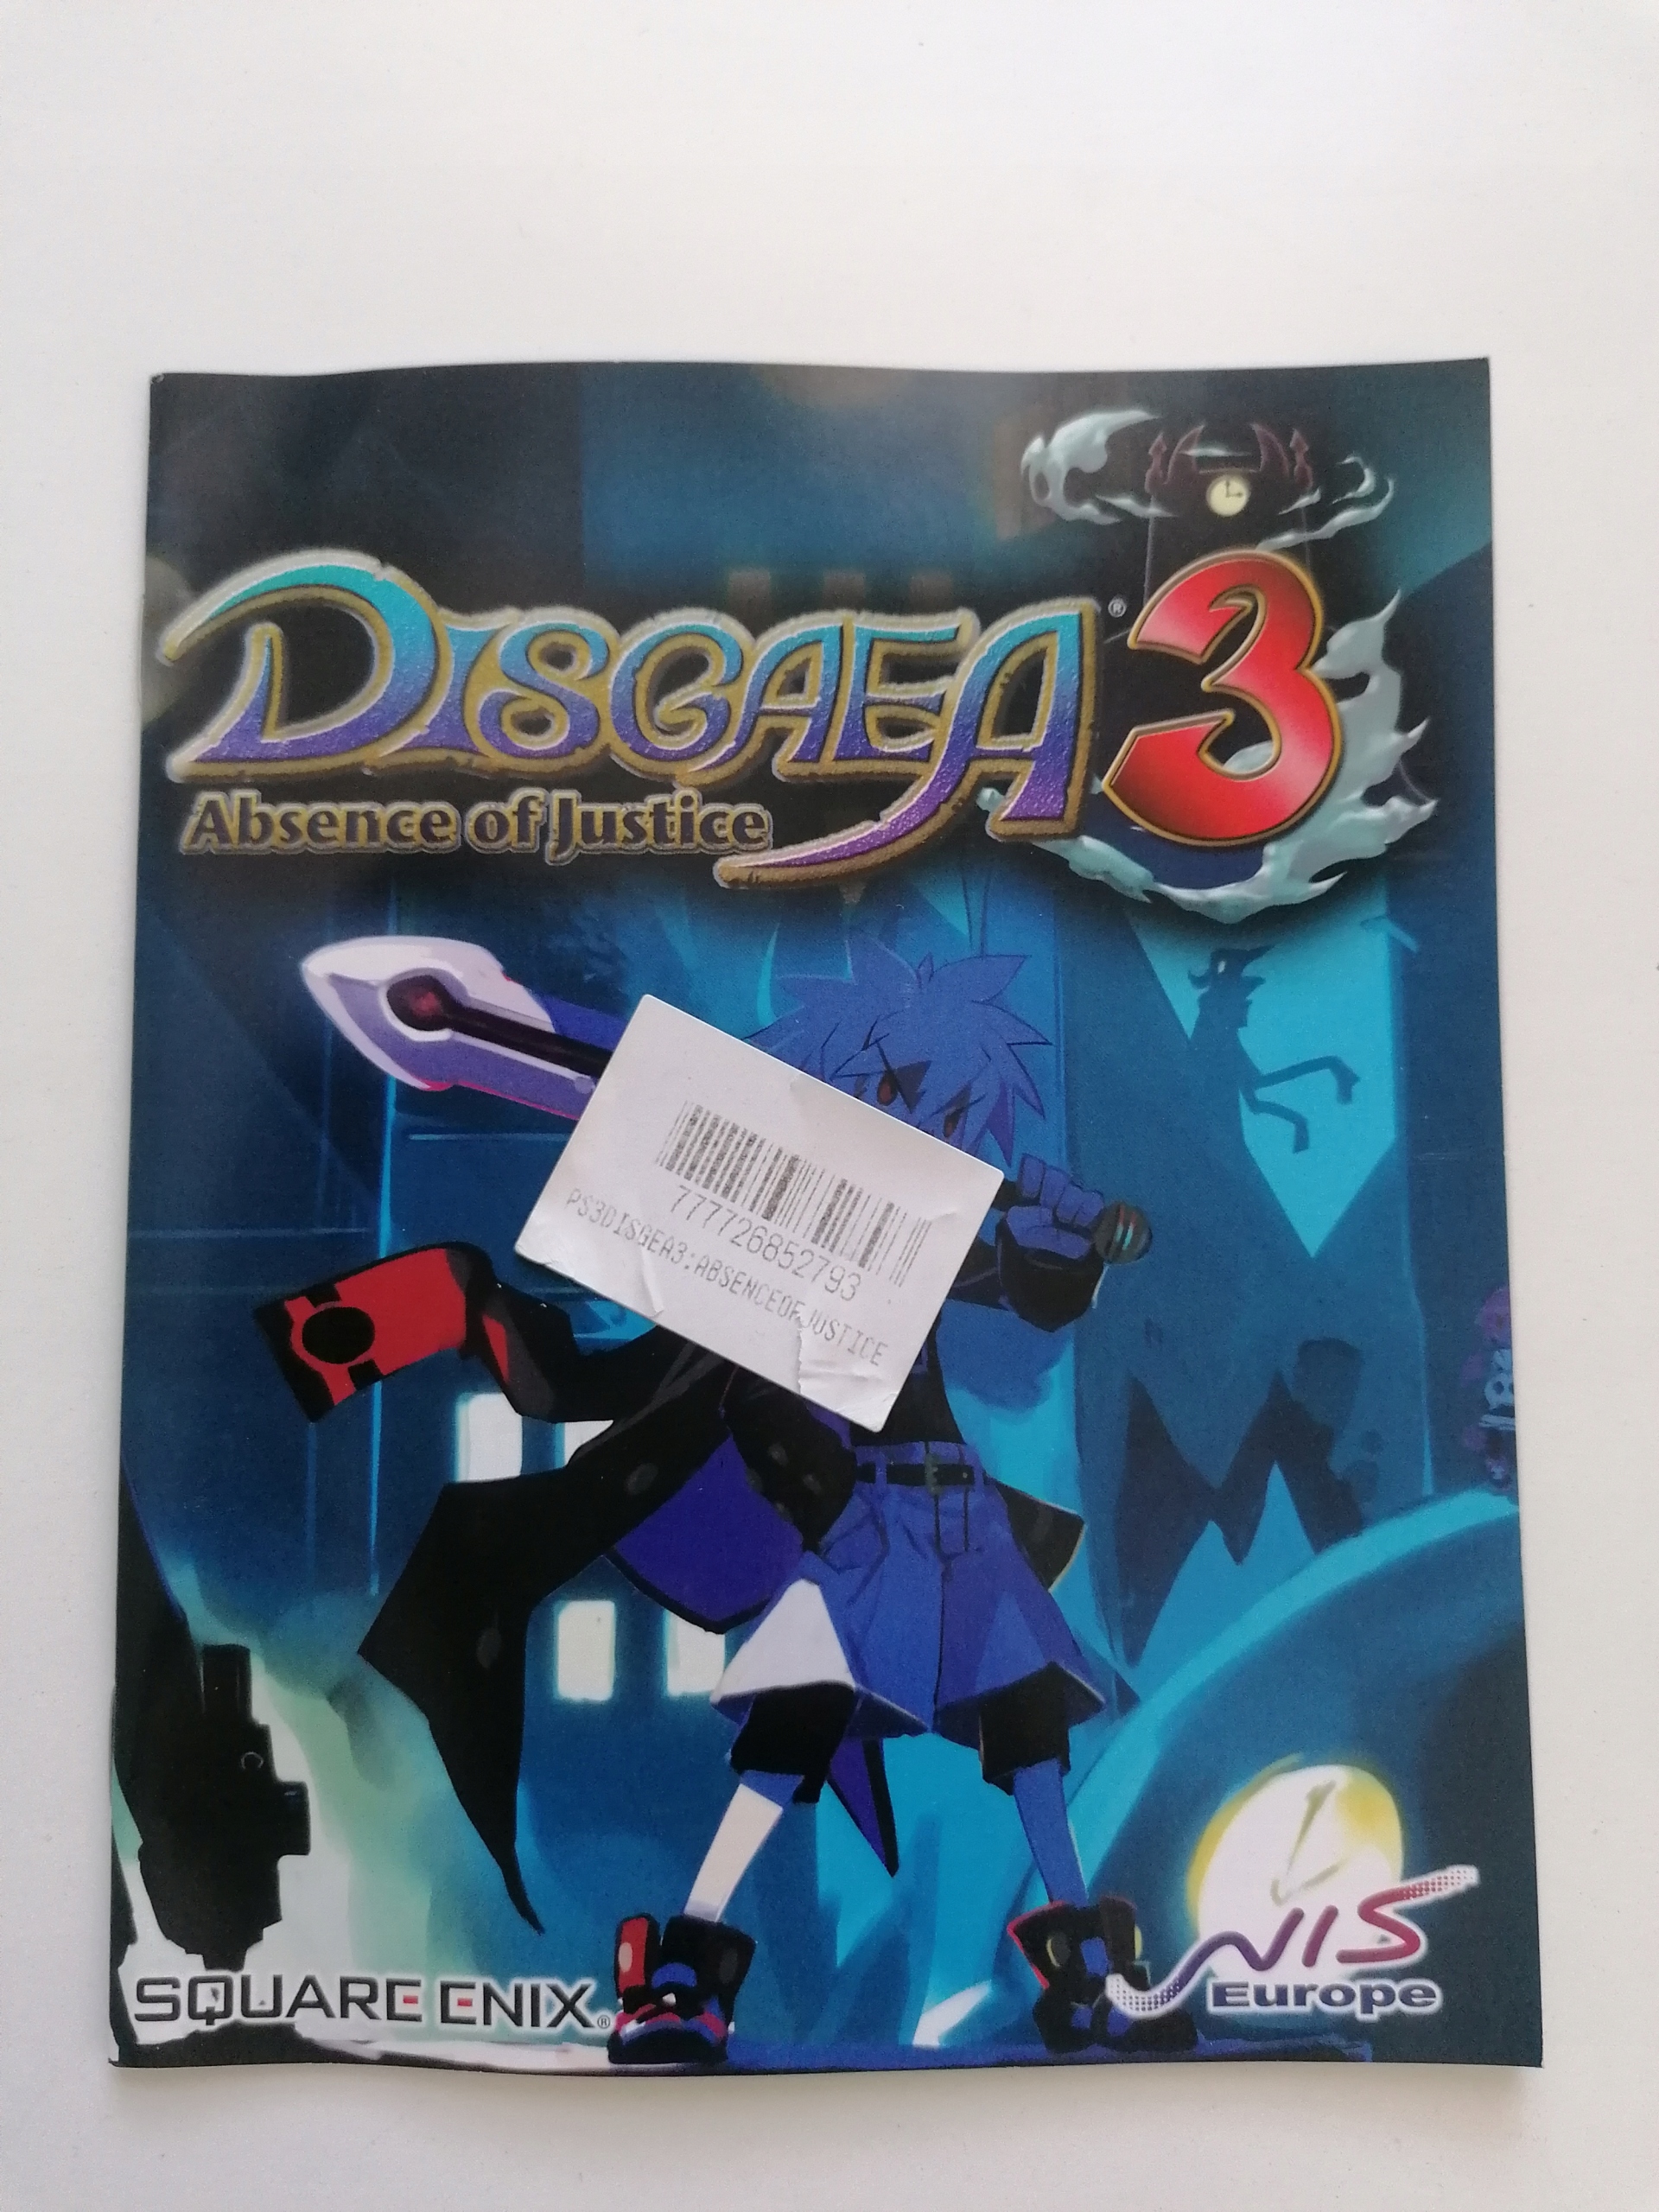 DISGAEA® 3
Absence of Justice
777726852793
PS3DISGEA3:ABSENCEOFJUSTICE
SQUARE ENIX®
NIS
Europe